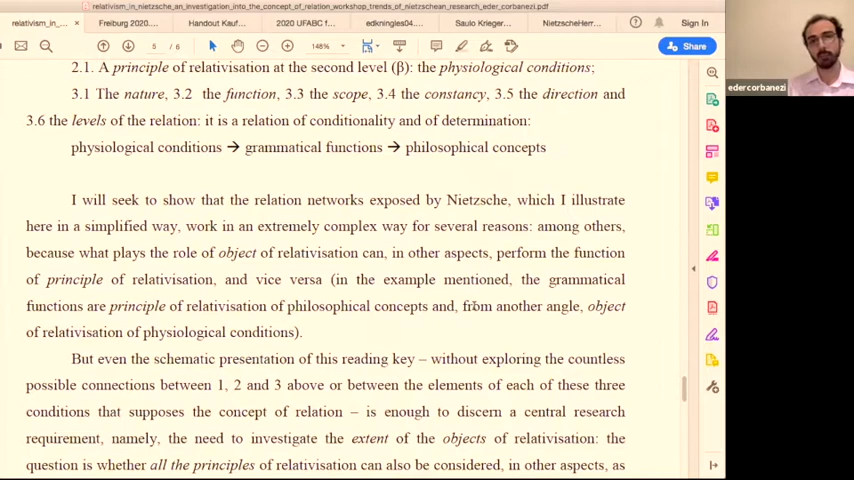 relativism_in_nietzsche_an_investigation_into_the_concept_of_relation_workshop_trends_of_nietzschean_research_eder_corbanezi.pdf
relativism_in_... × Freiburg 2020.... Handout Kauf... 2020 UFABC f... edkningles04.... Saulo Krieger... NietzscheHerr... Sign In
5 / 6 148% Share
2.1. A principle of relativisation at the second level (β): the physiological conditions;
3.1 The nature, 3.2 the function, 3.3 the scope, 3.4 the constancy, 3.5 the direction and
3.6 the levels of the relation: it is a relation of conditionality and of determination:
physiological conditions → grammatical functions → philosophical concepts
I will seek to show that the relation networks exposed by Nietzsche, which I illustrate
here in a simplified way, work in an extremely complex way for several reasons: among others,
because what plays the role of object of relativisation can, in other aspects, perform the function
of principle of relativisation, and vice versa (in the example mentioned, the grammatical
functions are principle of relativisation of philosophical concepts and, from another angle, object
of relativisation of physiological conditions).
But even the schematic presentation of this reading key – without exploring the countless
possible connections between 1, 2 and 3 above or between the elements of each of these three
conditions that supposes the concept of relation – is enough to discern a central research
requirement, namely, the need to investigate the extent of the objects of relativisation: the
question is whether all the principles of relativisation can also be considered, in other aspects, as
edercorbanezi